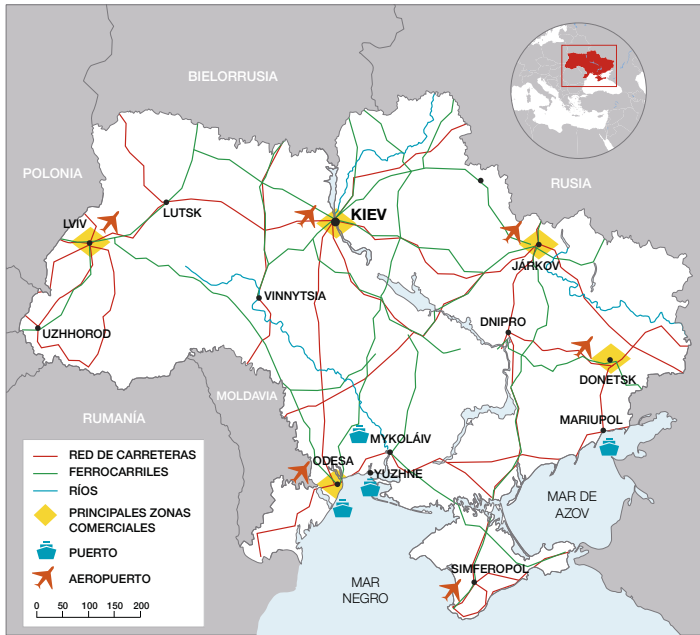 BIELORRUSIA
POLONIA
RUSIA
LVIV
LUTSK
KIEV
JÁRKOV
VINNYTSIA
UZHHOROD
DNIPRO
DONETSK
MOLDAVIA
RUMANÍA
MARIUPOL
MYKOLÁIV
ODESA
YUZHNE
MAR DE
AZOV
SIMFEROPOL
MAR
NEGRO
RED DE CARRETERAS
FERROCARRILES
RÍOS
PRINCIPALES ZONAS
COMERCIALES
PUERTO
AEROPUERTO
0 50 100 200